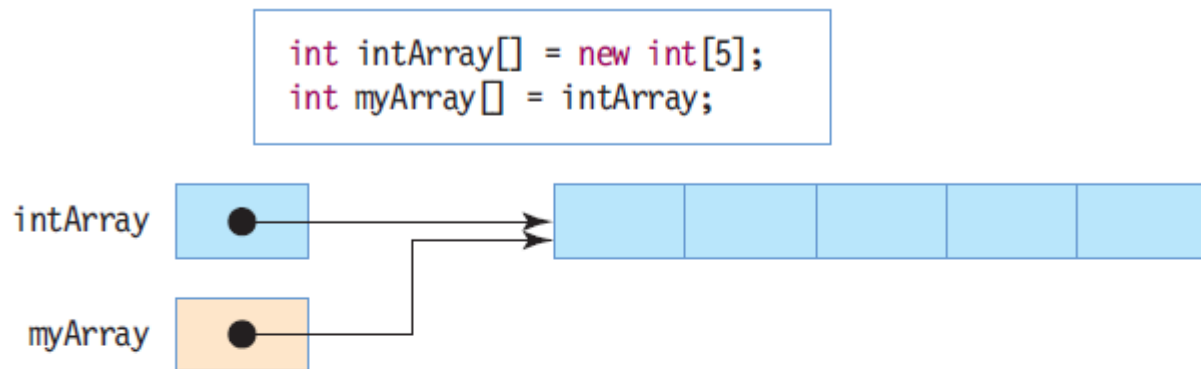 int intArray[] = new int[5];
int myArray[] = intArray;
intArray
myArray